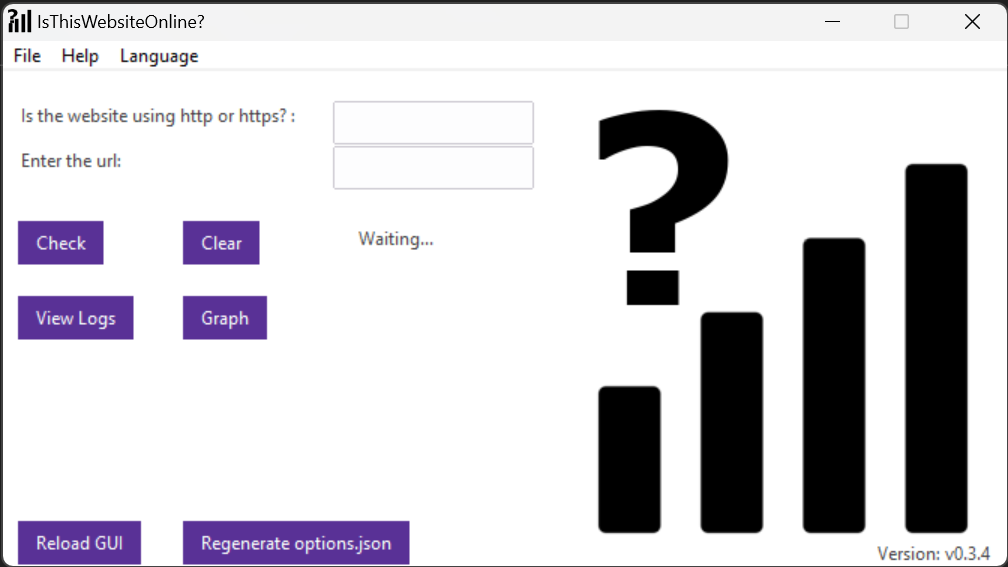 IsThisWebsiteOnline?
File Help Language
Is the website using http or https? :
Enter the url:
Check Clear Waiting...
View Logs Graph
?
Reload GUI Regenerate options.json
Version: v0.3.4